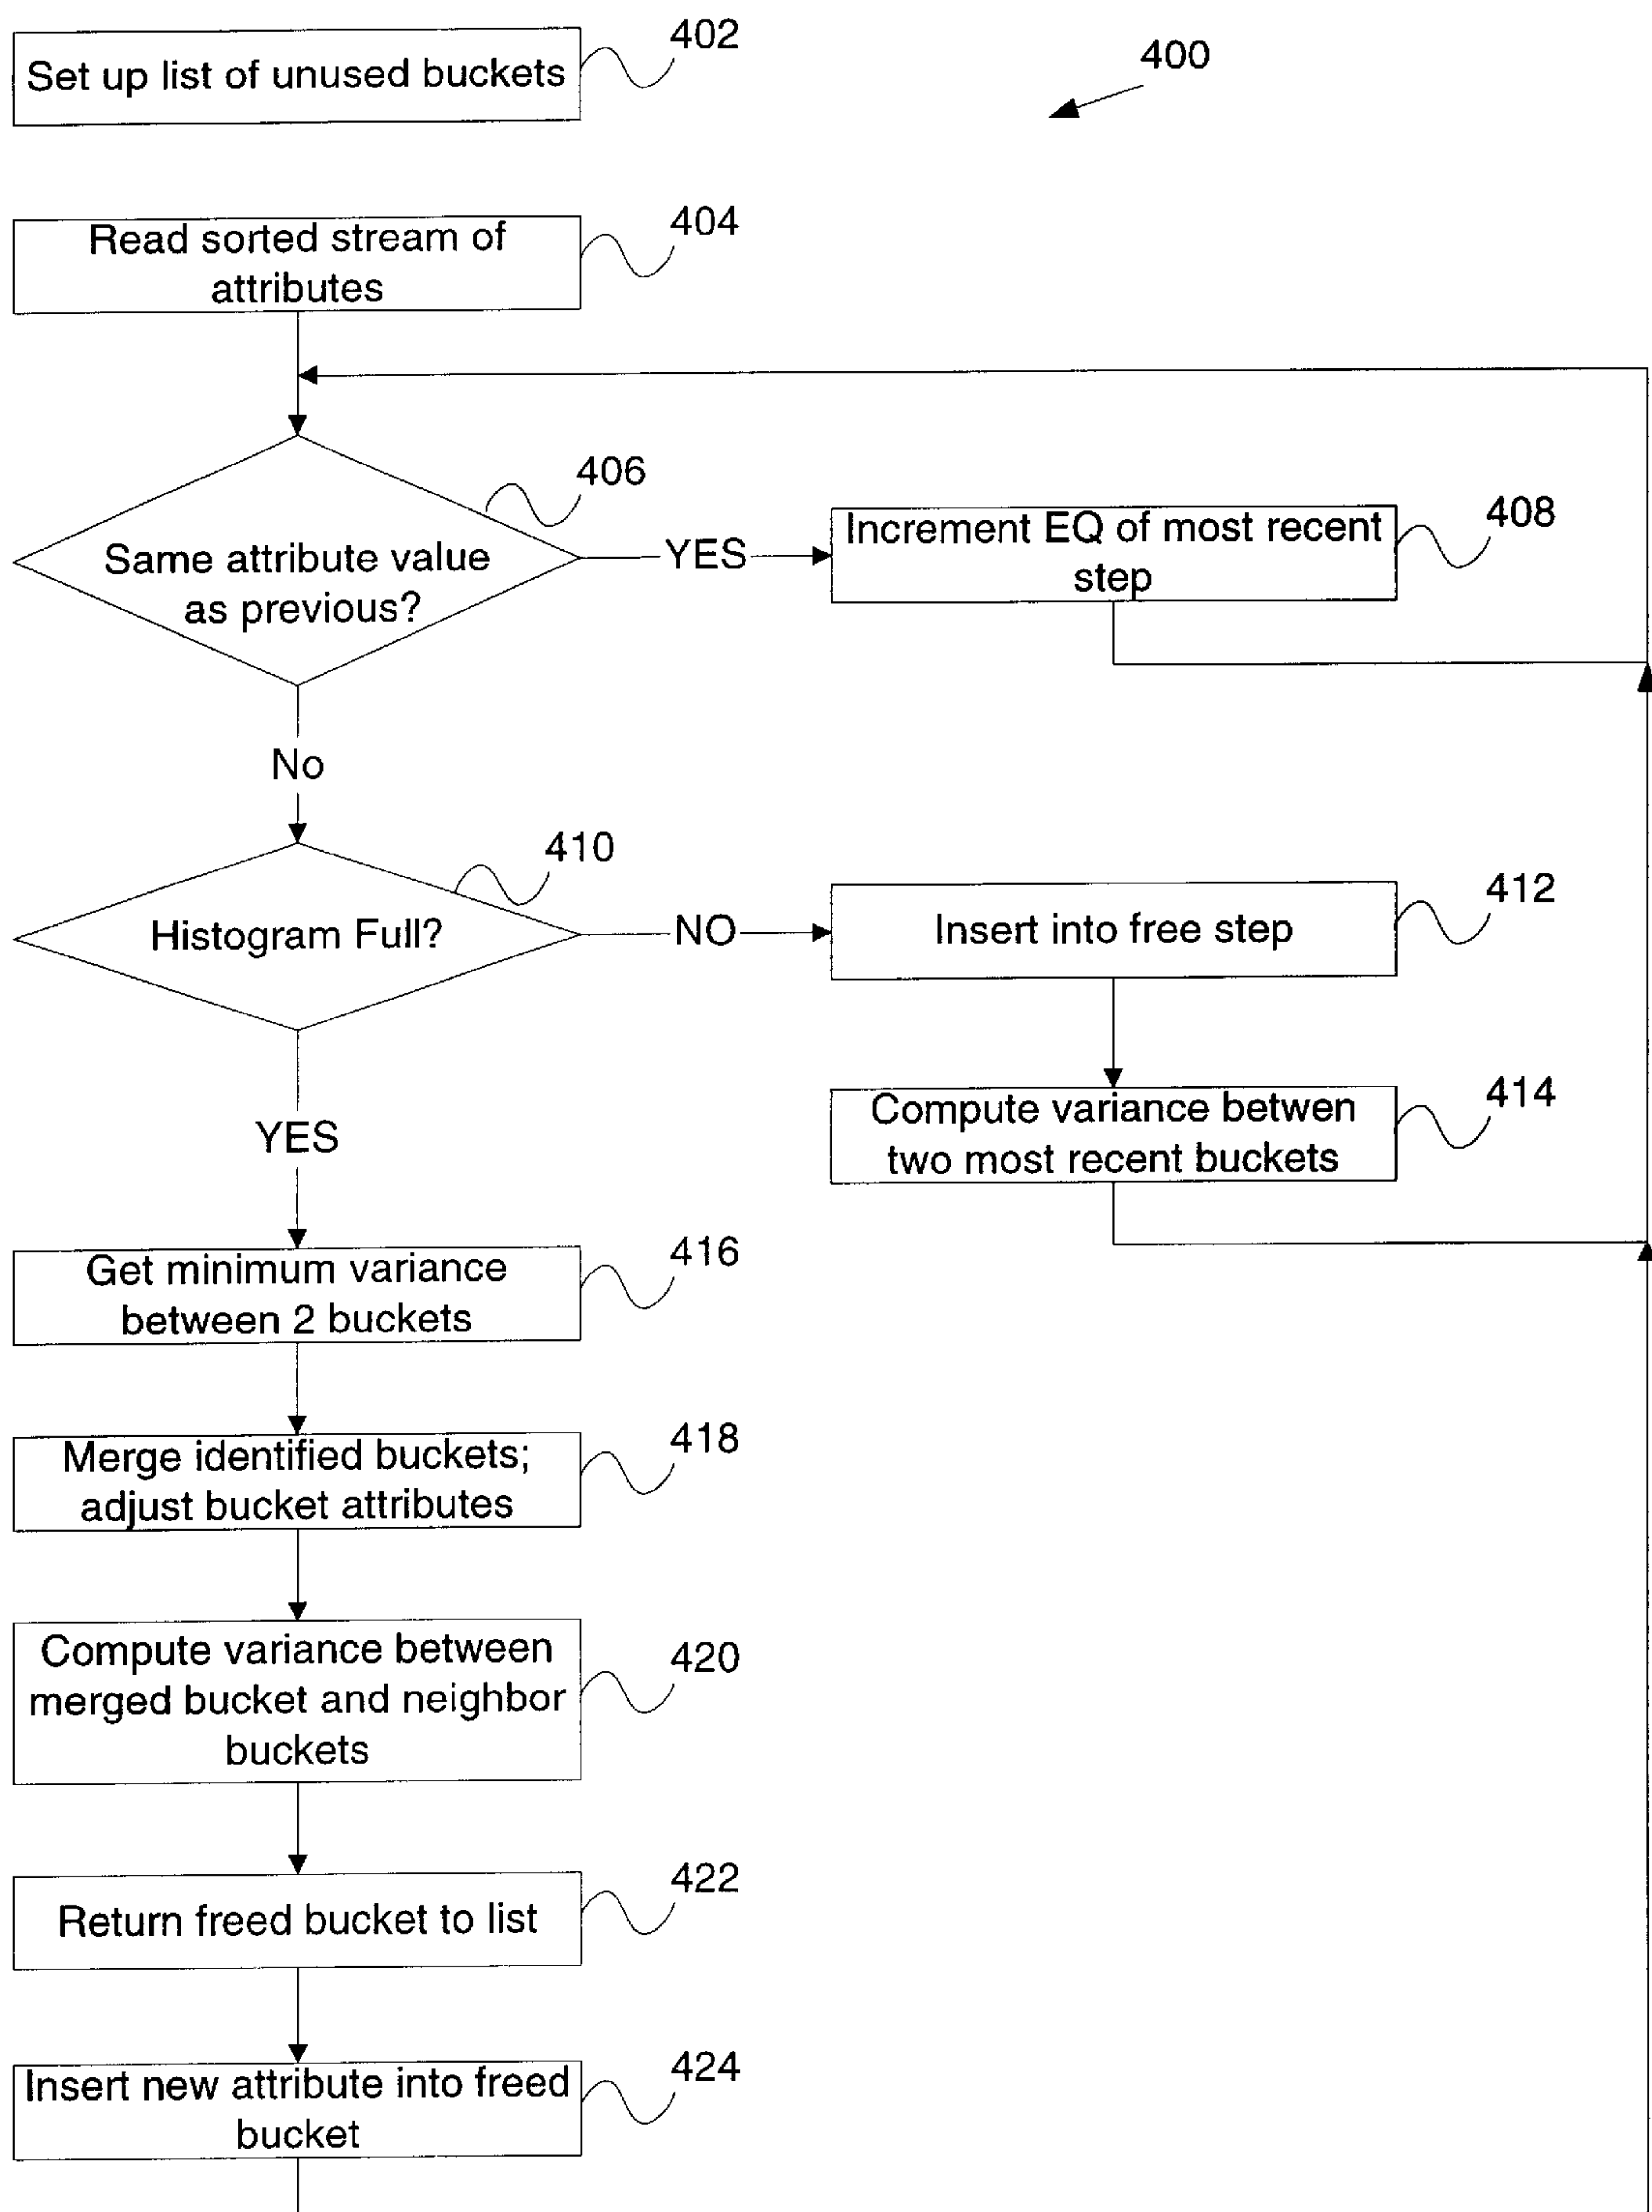 402
Set up list of unused buckets
400
404
Read sorted stream of
attributes
406
Same attribute value
as previous?
YES
408
Increment EQ of most recent
step
No
410
Histogram Full?
NO
412
Insert into free step
414
Compute variance betwen
two most recent buckets
YES
416
Get minimum variance
between 2 buckets
418
Merge identified buckets;
adjust bucket attributes
420
Compute variance between
merged bucket and neighbor
buckets
422
Return freed bucket to list
424
Insert new attribute into freed
bucket